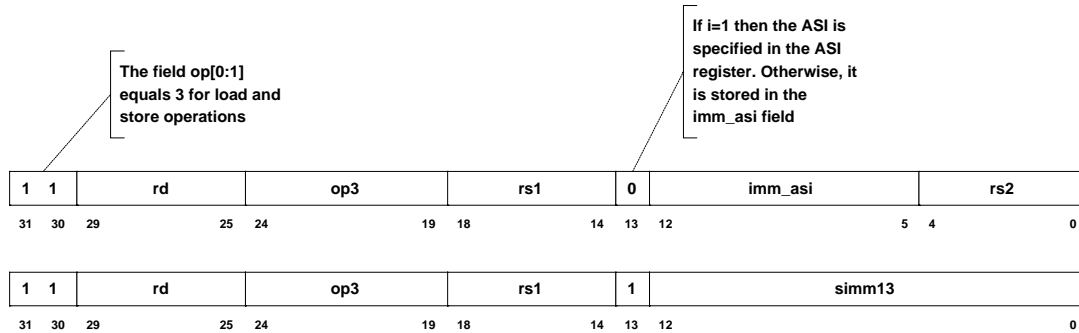 If i=1 then the ASI is
specified in the ASI
register. Otherwise, it
is stored in the
imm_asi field
The field op[0:1]
equals 3 for load and
store operations
1 1 rd op3 rs1 0 imm_asi rs2
31 30 29 25 24 19 18 14 13 12 5 4 0
1 1 rd op3 rs1 1 simm13
31 30 29 25 24 19 18 14 13 12 0